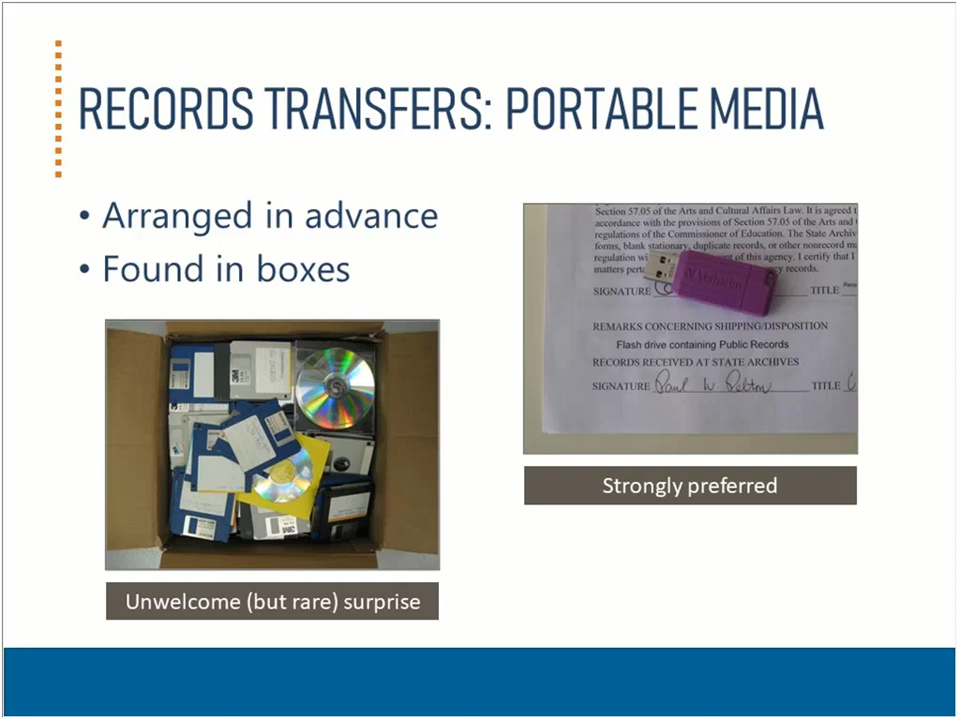 RECORDS TRANSFERS: PORTABLE MEDIA
• Arranged in advance
• Found in boxes
3M
Unwelcome (but rare) surprise
Section 57.05 of the Arts and Cultural Affairs Law. It is agreed t
accordance with the provisions of Section 57.05 of the Arts and
regulations of the Commissioner of Education. The State Archiv
forms, blank stationary, duplicate records, or other nonrecord m
regulation wi of this agency. I certify that I
matters perta records.
Verbatim
SIGNATURE TITLE
REMARKS CONCERNING SHIPPING/DISPOSITION
Flash drive containing Public Records
RECORDS RECEIVED AT STATE ARCHIVES
SIGNATURE Paul W TITLE
Strongly preferred